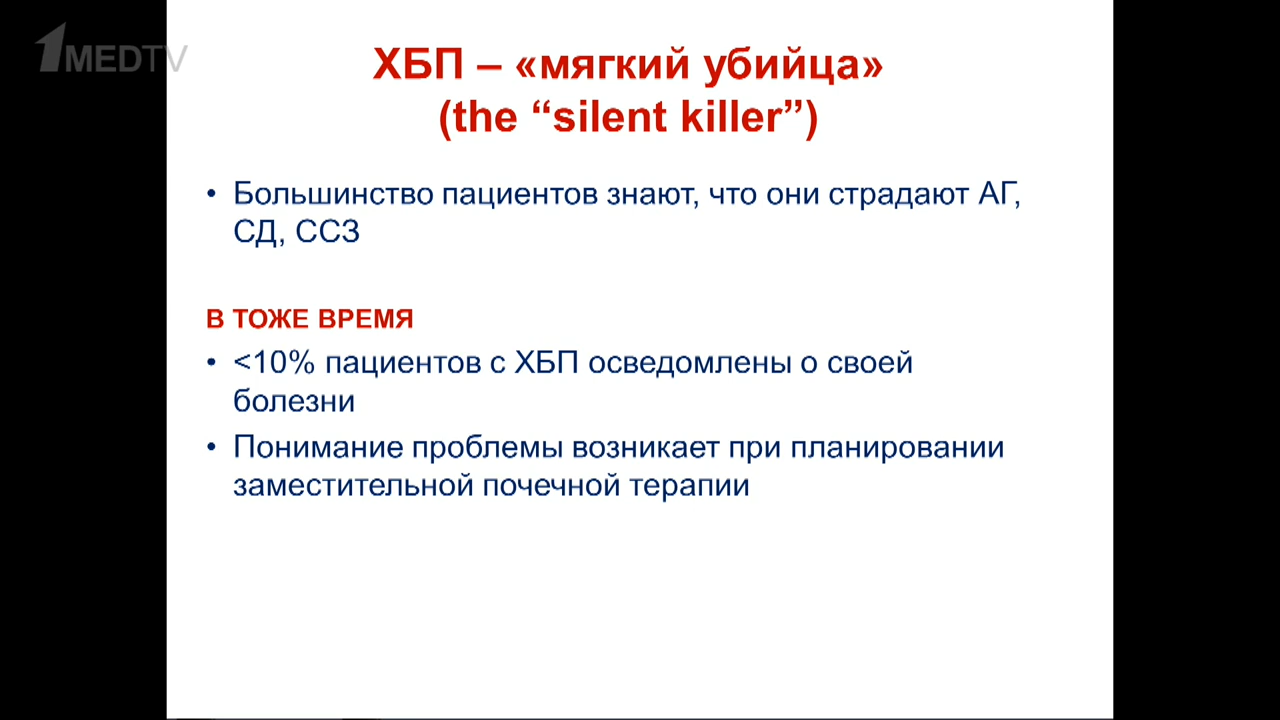 1MEDTV
ХБП – «мягкий убийца»
(the “silent killer”)
• Большинство пациентов знают, что они страдают АГ,
СД, ССЗ
В ТОЖЕ ВРЕМЯ
• <10% пациентов с ХБП осведомлены о своей
болезни
• Понимание проблемы возникает при планировании
заместительной почечной терапии